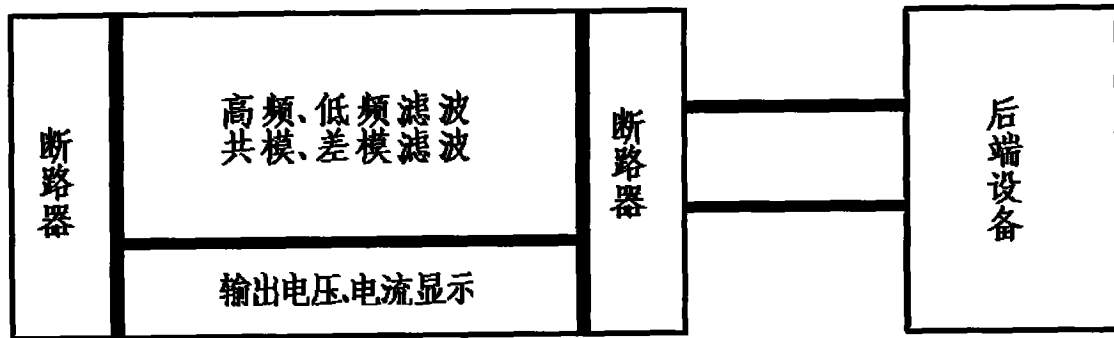 断路器
高频、低频滤波
共模、差模滤波
输出电压、电流显示
断路器
后端设备